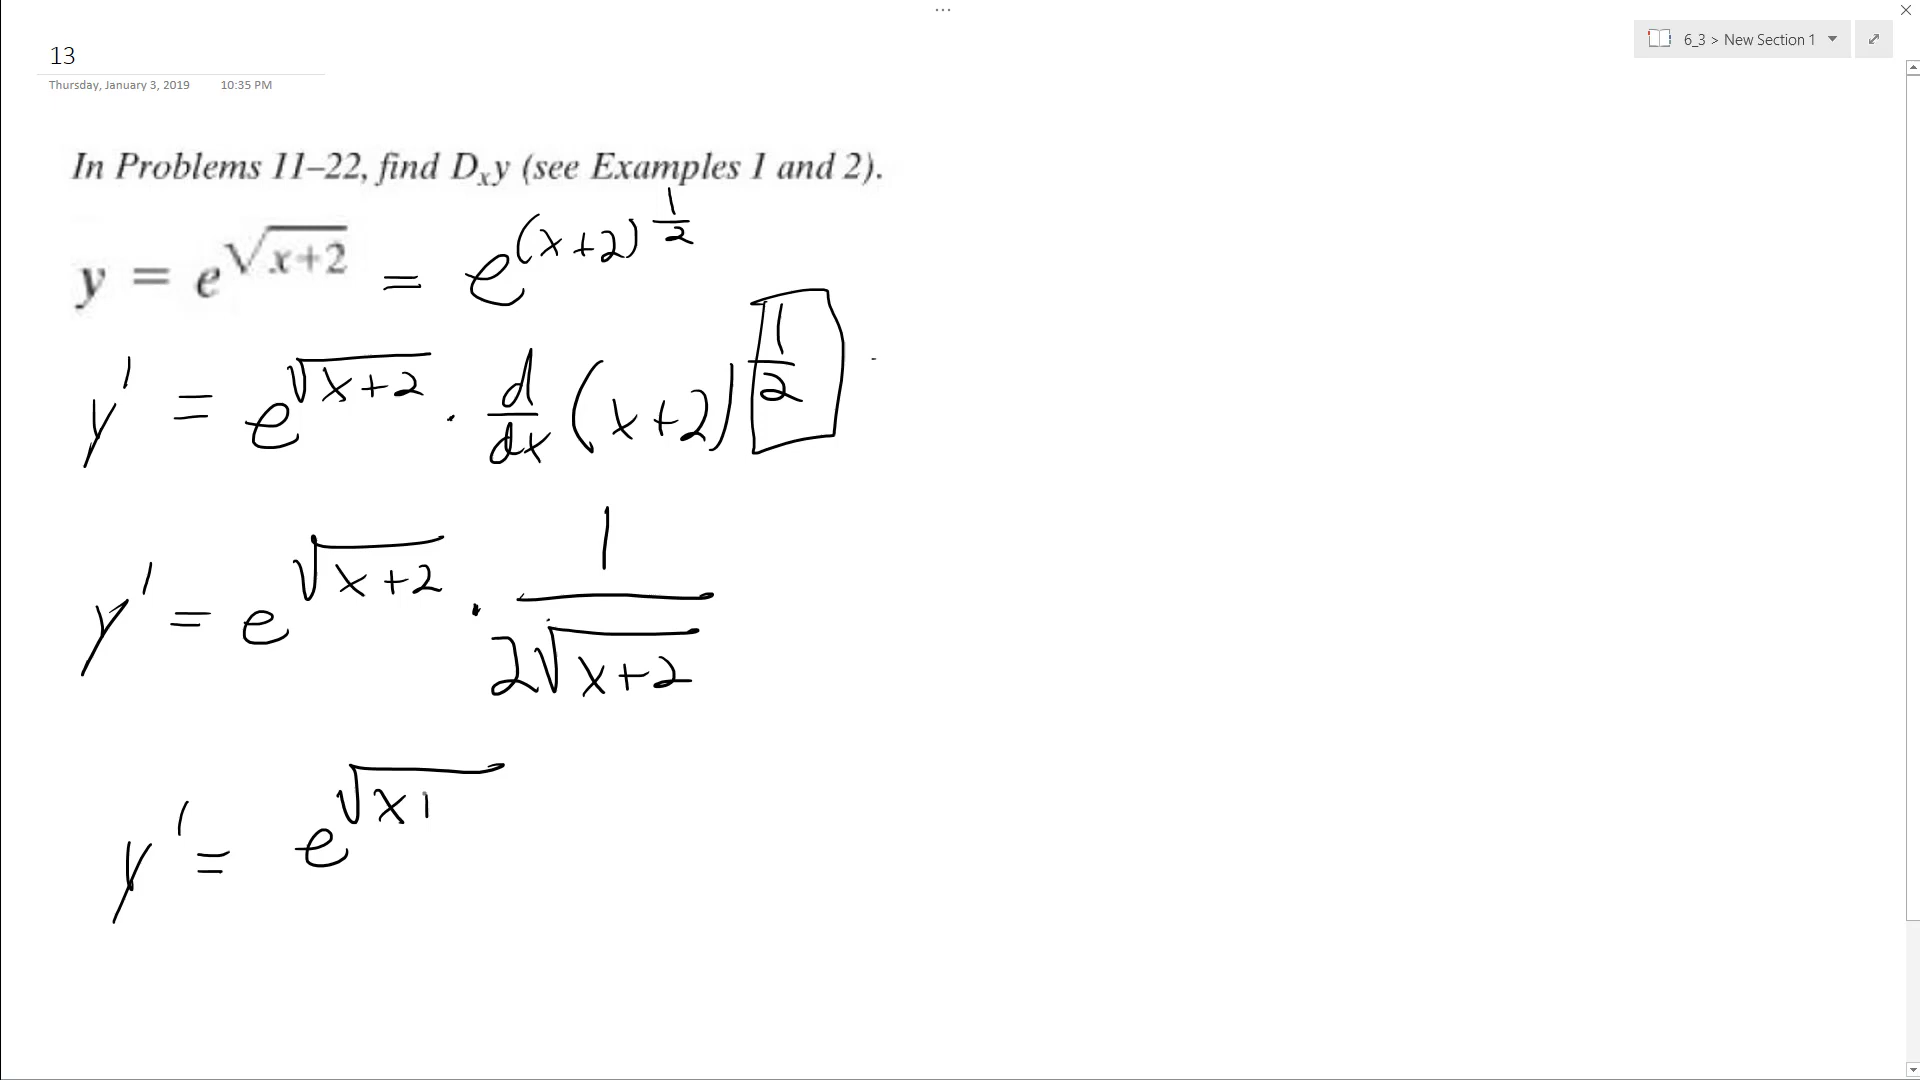 ...
6_3 > New Section 1
13
Thursday, January 3, 2019 10:35 PM
In Problems 11–22, find Dₓy (see Examples 1 and 2).
y = e^√(x+2) = e^(x+2)^(1/2)
y' = e^√(x+2) · d/dx (x+2)^(1/2)
y' = e^√(x+2) · 1/(2√(x+2))
y' = e^√(x